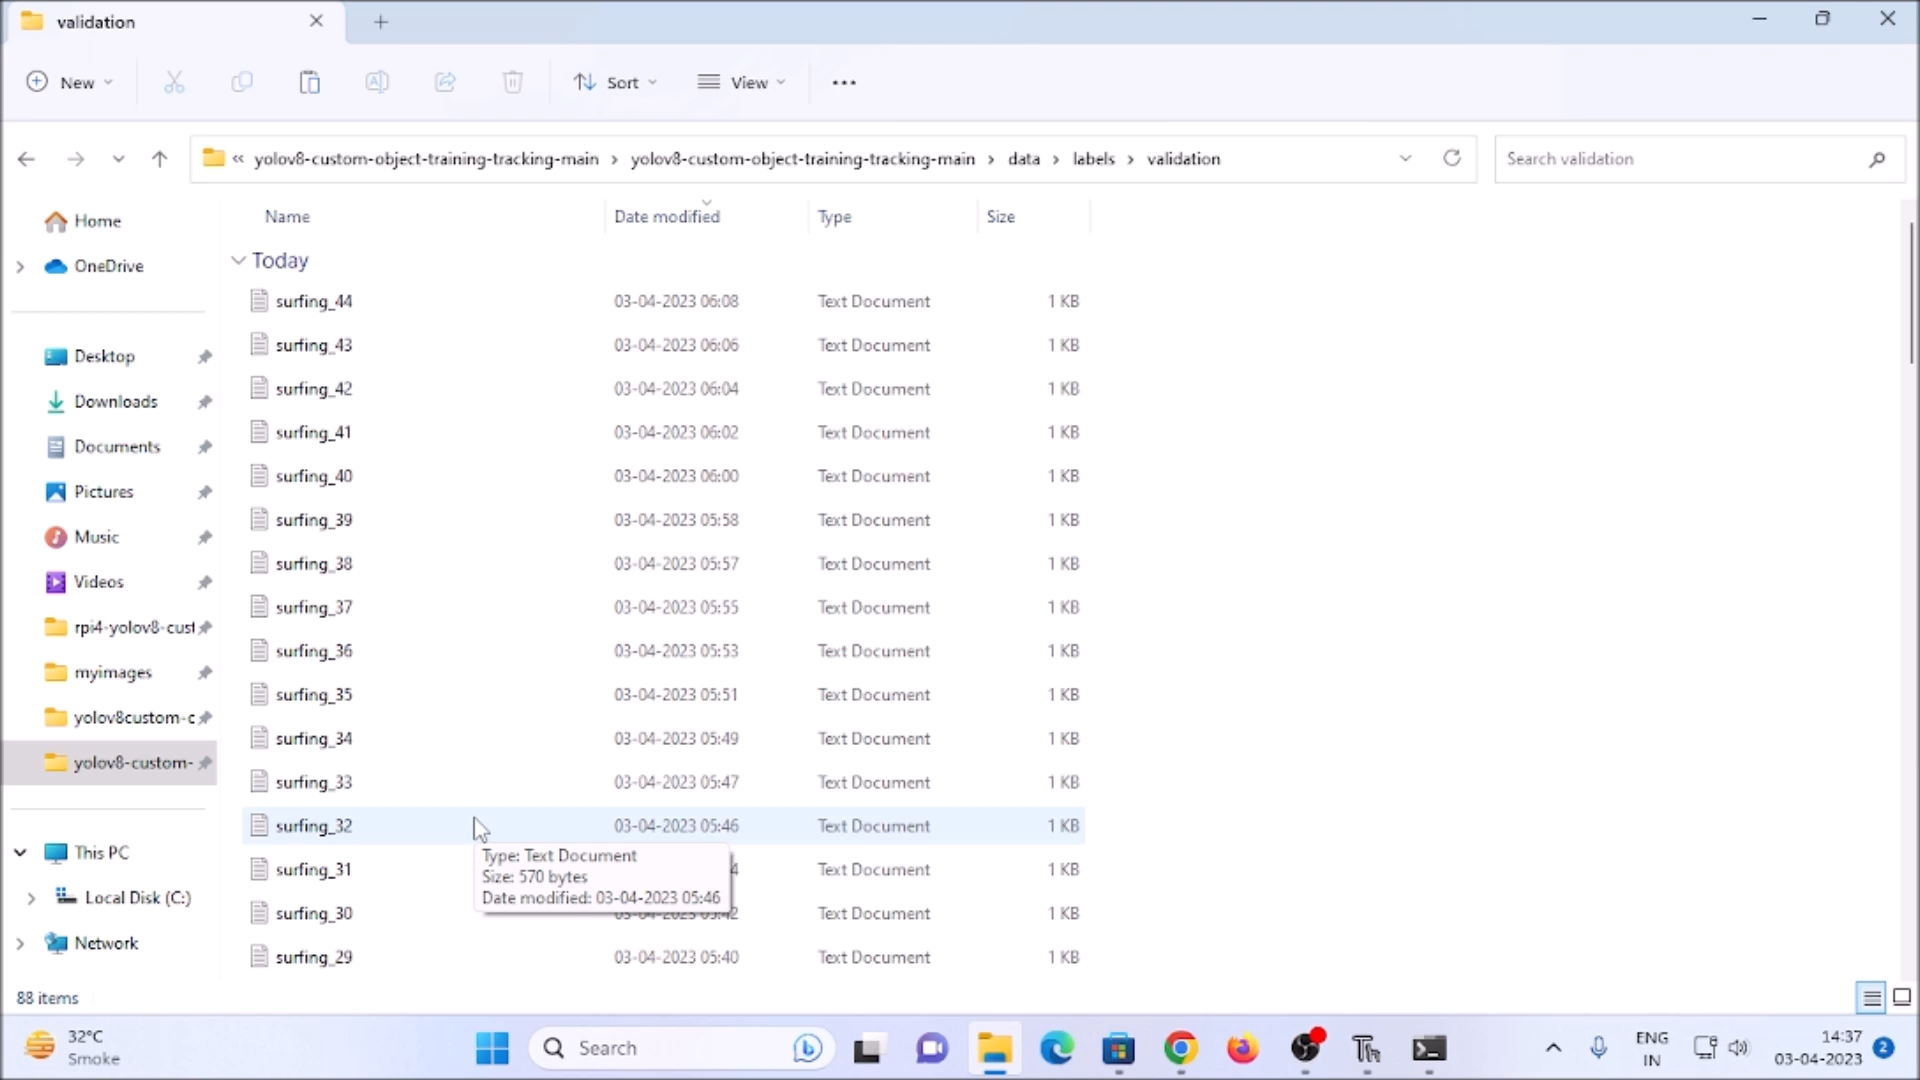 validation
New
Sort
View
« yolov8-custom-object-training-tracking-main › yolov8-custom-object-training-tracking-main › data › labels › validation
Search validation
Home
OneDrive
Desktop
Downloads
Documents
Pictures
Music
Videos
rpi4-yolov8-cust
myimages
yolov8custom-c
yolov8-custom-
This PC
Local Disk (C:)
Network
Name Date modified Type Size
Today
surfing_44 03-04-2023 06:08 Text Document 1 KB
surfing_43 03-04-2023 06:06 Text Document 1 KB
surfing_42 03-04-2023 06:04 Text Document 1 KB
surfing_41 03-04-2023 06:02 Text Document 1 KB
surfing_40 03-04-2023 06:00 Text Document 1 KB
surfing_39 03-04-2023 05:58 Text Document 1 KB
surfing_38 03-04-2023 05:57 Text Document 1 KB
surfing_37 03-04-2023 05:55 Text Document 1 KB
surfing_36 03-04-2023 05:53 Text Document 1 KB
surfing_35 03-04-2023 05:51 Text Document 1 KB
surfing_34 03-04-2023 05:49 Text Document 1 KB
surfing_33 03-04-2023 05:47 Text Document 1 KB
surfing_32 03-04-2023 05:46 Text Document 1 KB
Type: Text Document
Size: 570 bytes
Date modified: 03-04-2023 05:46
surfing_31 4 Text Document 1 KB
surfing_30 03-04-2023 05:42 Text Document 1 KB
surfing_29 03-04-2023 05:40 Text Document 1 KB
88 items
32°C
Smoke
Search
ENG
IN
14:37
03-04-2023
2